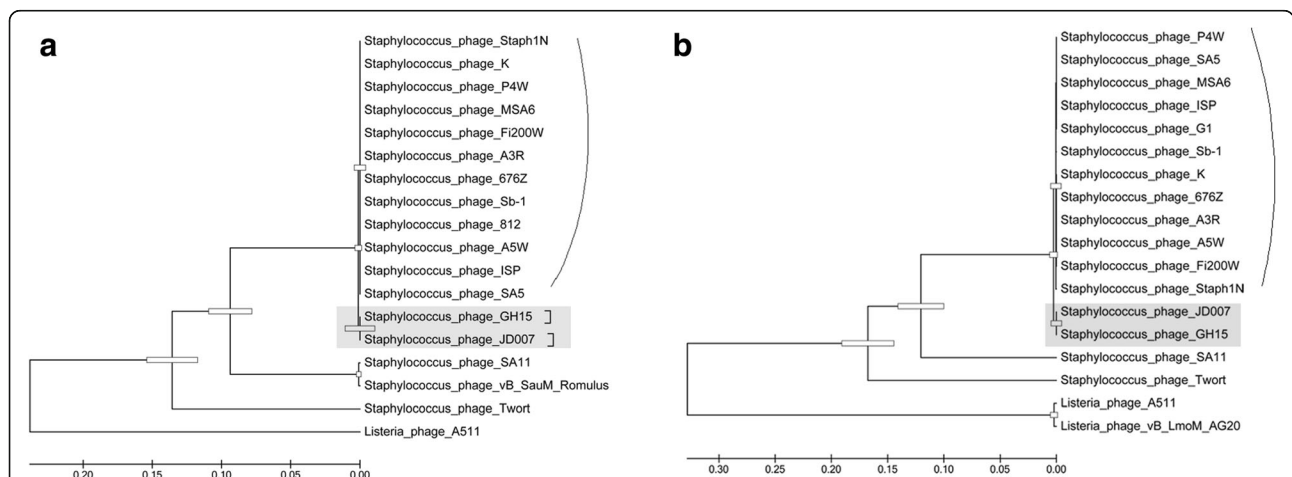 a
Staphylococcus_phage_Staph1N
Staphylococcus_phage_K
Staphylococcus_phage_P4W
Staphylococcus_phage_MSA6
Staphylococcus_phage_Fi200W
Staphylococcus_phage_A3R
Staphylococcus_phage_676Z
Staphylococcus_phage_Sb-1
Staphylococcus_phage_812
Staphylococcus_phage_A5W
Staphylococcus_phage_ISP
Staphylococcus_phage_SA5
Staphylococcus_phage_GH15
Staphylococcus_phage_JD007
Staphylococcus_phage_SA11
Staphylococcus_phage_vB_SauM_Romulus
Staphylococcus_phage_Twort
Listeria_phage_A511
0.20 0.15 0.10 0.05 0.00
b
Staphylococcus_phage_P4W
Staphylococcus_phage_SA5
Staphylococcus_phage_MSA6
Staphylococcus_phage_ISP
Staphylococcus_phage_G1
Staphylococcus_phage_Sb-1
Staphylococcus_phage_K
Staphylococcus_phage_676Z
Staphylococcus_phage_A3R
Staphylococcus_phage_A5W
Staphylococcus_phage_Fi200W
Staphylococcus_phage_Staph1N
Staphylococcus_phage_JD007
Staphylococcus_phage_GH15
Staphylococcus_phage_SA11
Staphylococcus_phage_Twort
Listeria_phage_A511
Listeria_phage_vB_LmoM_AG20
0.30 0.25 0.20 0.15 0.10 0.05 0.00